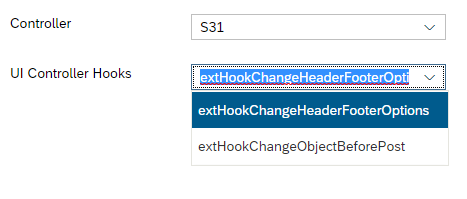 Controller
S31
UI Controller Hooks
extHookChangeHeaderFooterOpti
extHookChangeHeaderFooterOptions
extHookChangeObjectBeforePost